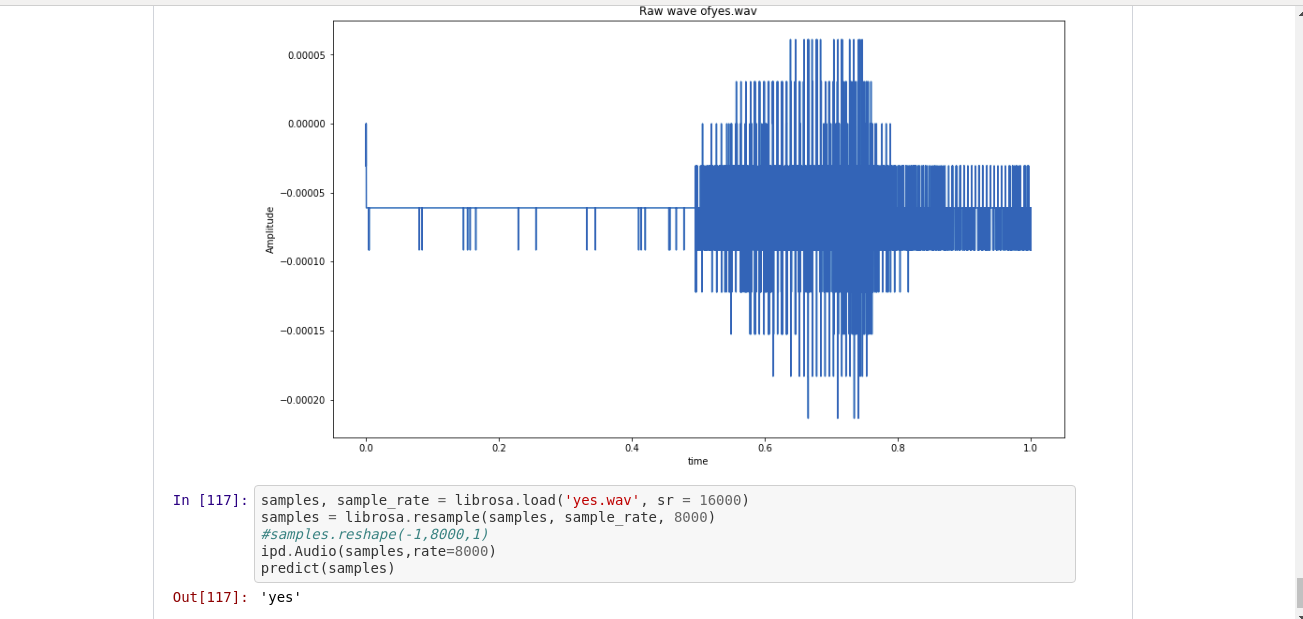 Raw wave ofyes.wav
0.00005
0.00000
−0.00005
−0.00010
−0.00015
−0.00020
Amplitude
0.0 0.2 0.4 0.6 0.8 1.0
time
In [117]: samples, sample_rate = librosa.load('yes.wav', sr = 16000)
samples = librosa.resample(samples, sample_rate, 8000)
#samples.reshape(-1,8000,1)
ipd.Audio(samples,rate=8000)
predict(samples)
Out[117]: 'yes'